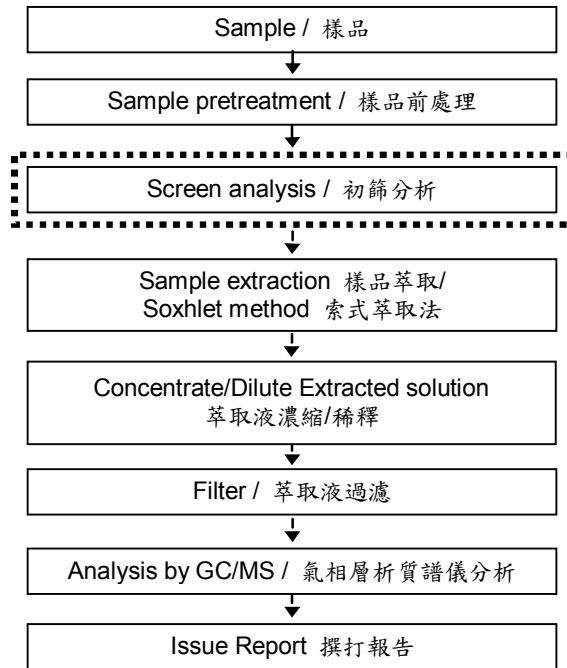 Sample / 樣品
Sample pretreatment / 樣品前處理
Screen analysis / 初篩分析
Sample extraction 樣品萃取/
Soxhlet method 索式萃取法
Concentrate/Dilute Extracted solution
萃取液濃縮/稀釋
Filter / 萃取液過濾
Analysis by GC/MS / 氣相層析質譜儀分析
Issue Report 撰打報告